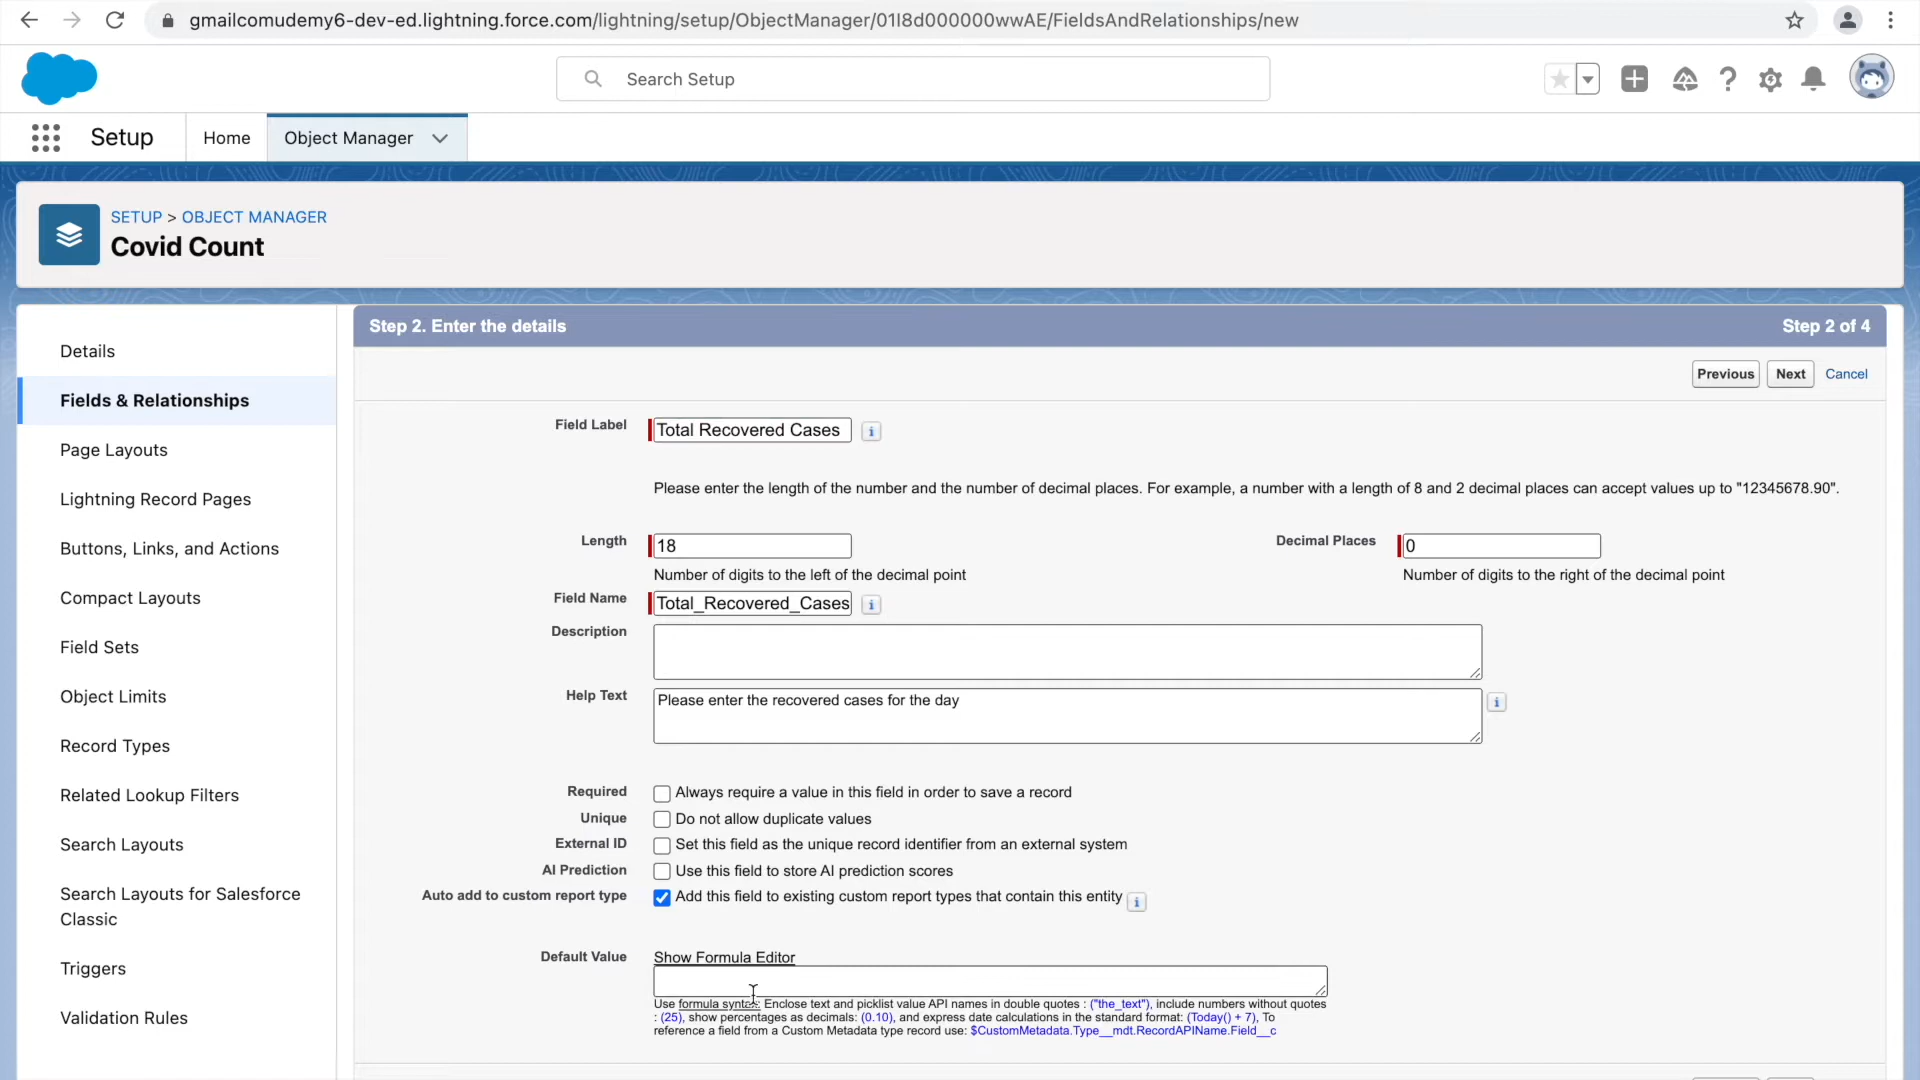 gmailcomudemy6-dev-ed.lightning.force.com/lightning/setup/ObjectManager/01I8d000000wwAE/FieldsAndRelationships/new
Search Setup
Setup
Home
Object Manager
SETUP > OBJECT MANAGER
Covid Count
Details
Fields & Relationships
Page Layouts
Lightning Record Pages
Buttons, Links, and Actions
Compact Layouts
Field Sets
Object Limits
Record Types
Related Lookup Filters
Search Layouts
Search Layouts for Salesforce
Classic
Triggers
Validation Rules
Step 2. Enter the details
Step 2 of 4
Previous
Next
Cancel
Field Label
Total Recovered Cases
Please enter the length of the number and the number of decimal places. For example, a number with a length of 8 and 2 decimal places can accept values up to "12345678.90".
Length
18
Decimal Places
0
Number of digits to the left of the decimal point
Number of digits to the right of the decimal point
Field Name
Total_Recovered_Cases
Description
Help Text
Please enter the recovered cases for the day
Required
Always require a value in this field in order to save a record
Unique
Do not allow duplicate values
External ID
Set this field as the unique record identifier from an external system
AI Prediction
Use this field to store AI prediction scores
Auto add to custom report type
Add this field to existing custom report types that contain this entity
Default Value
Show Formula Editor
Use formula syntax: Enclose text and picklist value API names in double quotes : ("the_text"), include numbers without quotes
: (25), show percentages as decimals: (0.10), and express date calculations in the standard format: (Today() + 7), To
reference a field from a Custom Metadata type record use: $CustomMetadata.Type__mdt.RecordAPIName.Field__c